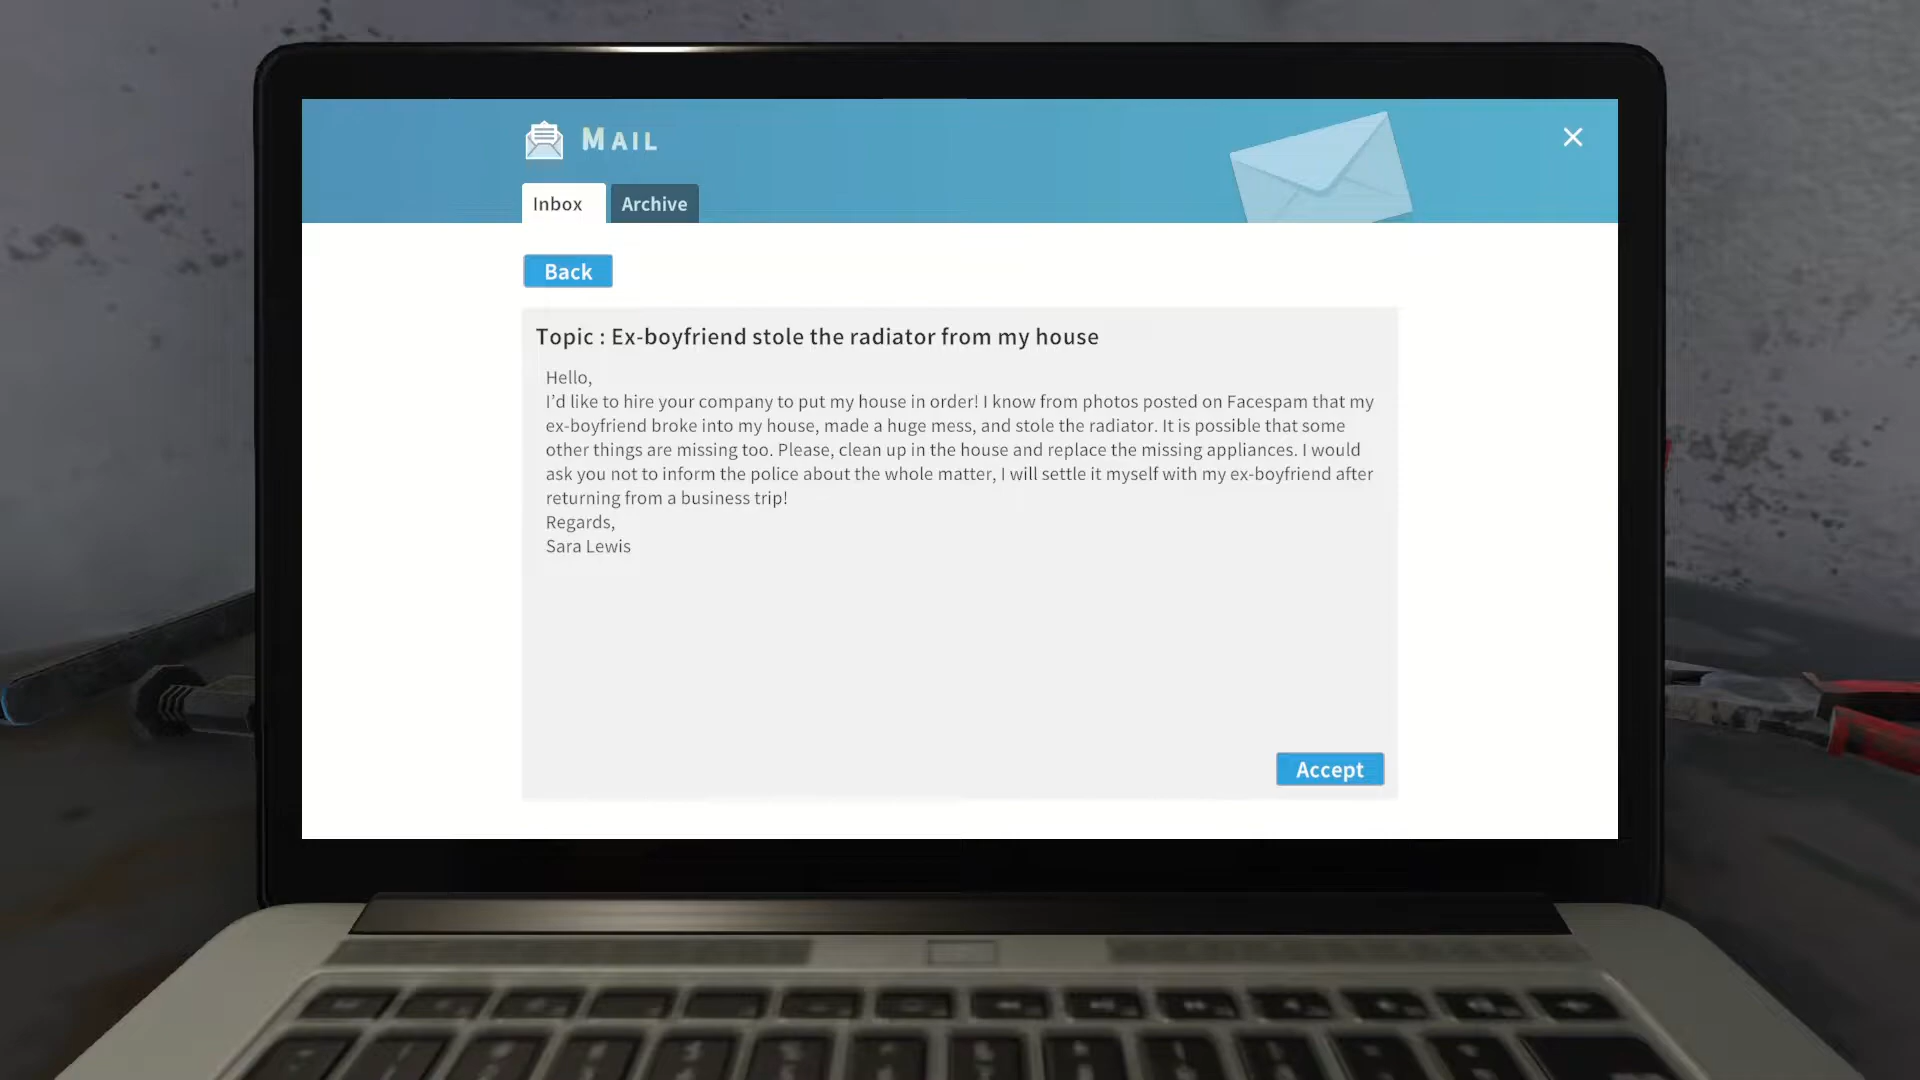 MAIL
Inbox
Archive
Back
Topic : Ex-boyfriend stole the radiator from my house
Hello,
I'd like to hire your company to put my house in order! I know from photos posted on Facespam that my
ex-boyfriend broke into my house, made a huge mess, and stole the radiator. It is possible that some
other things are missing too. Please, clean up in the house and replace the missing appliances. I would
ask you not to inform the police about the whole matter, I will settle it myself with my ex-boyfriend after
returning from a business trip!
Regards,
Sara Lewis
Accept